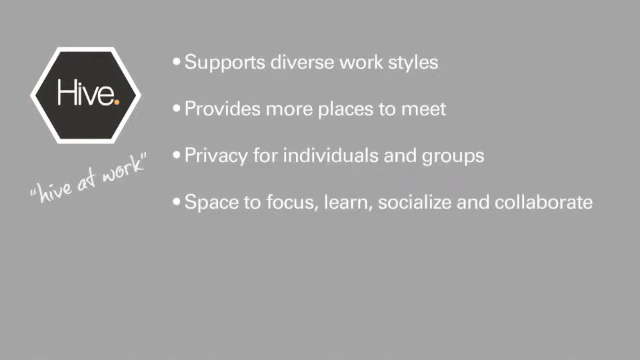 Hive.
"hive at work"
• Supports diverse work styles
• Provides more places to meet
• Privacy for individuals and groups
• Space to focus, learn, socialize and collaborate